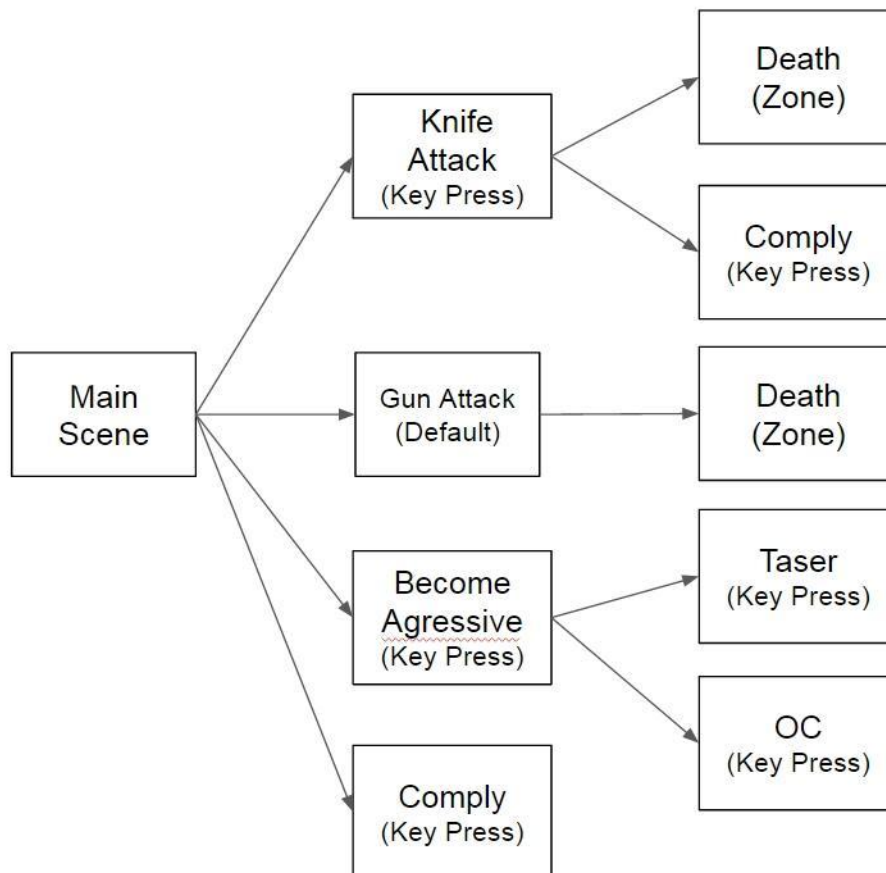 Death
(Zone)
Knife
Attack
(Key Press)
Comply
(Key Press)
Main
Scene
Gun Attack
(Default)
Death
(Zone)
Become
Agressive
(Key Press)
Taser
(Key Press)
OC
(Key Press)
Comply
(Key Press)